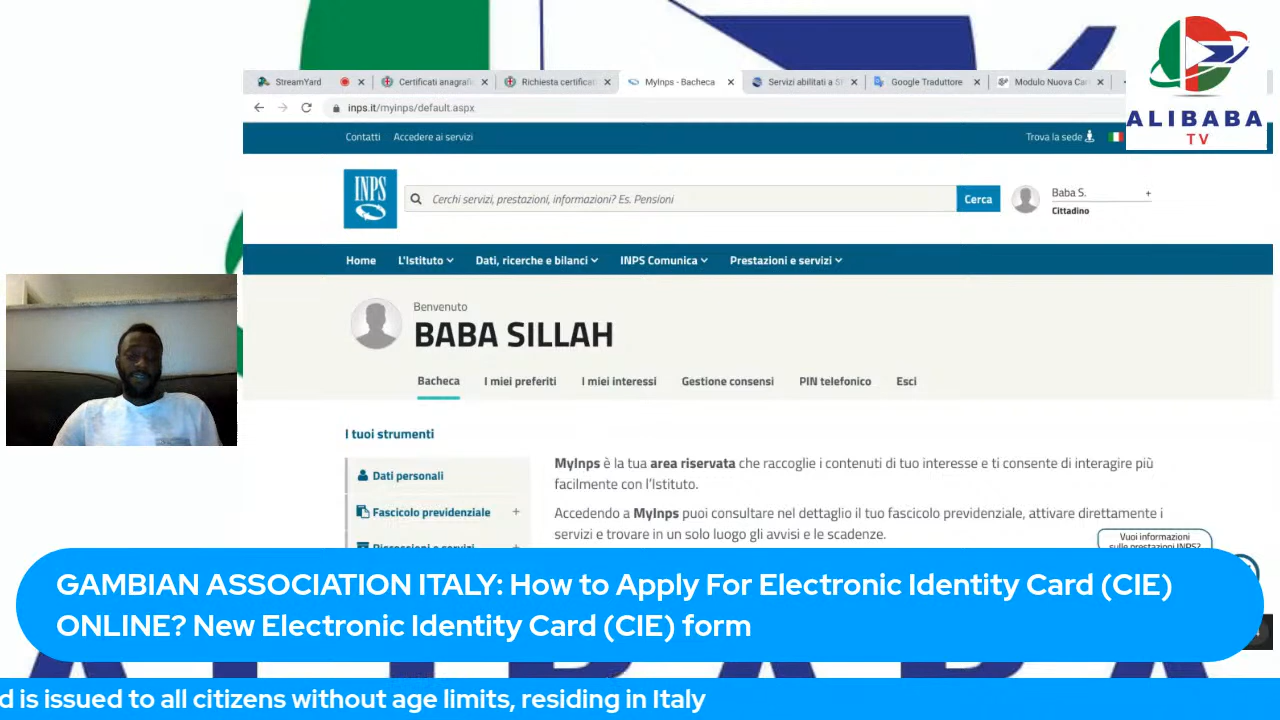 StreamYard
Certificati anagrafi
Richiesta certificat
MyInps - Bacheca
Servizi abilitati a S
Google Traduttore
Modulo Nuova Car
inps.it/myinps/default.aspx
ALIBABA
TV
Contatti Accedere ai servizi
Trova la sede
INPS
Cerchi servizi, prestazioni, informazioni? Es. Pensioni
Cerca
Baba S. +
Cittadino
Home L'Istituto Dati, ricerche e bilanci INPS Comunica Prestazioni e servizi
Benvenuto
BABA SILLAH
Bacheca I miei preferiti I miei interessi Gestione consensi PIN telefonico Esci
I tuoi strumenti
Dati personali
Fascicolo previdenziale +
MyInps è la tua area riservata che raccoglie i contenuti di tuo interesse e ti consente di interagire più
facilmente con l'Istituto.
Accedendo a MyInps puoi consultare nel dettaglio il tuo fascicolo previdenziale, attivare direttamente i
servizi e trovare in un solo luogo gli avvisi e le scadenze.
Vuoi informazioni
sulle prestazioni INPS?
GAMBIAN ASSOCIATION ITALY: How to Apply For Electronic Identity Card (CIE)
ONLINE? New Electronic Identity Card (CIE) form
d is issued to all citizens without age limits, residing in Italy